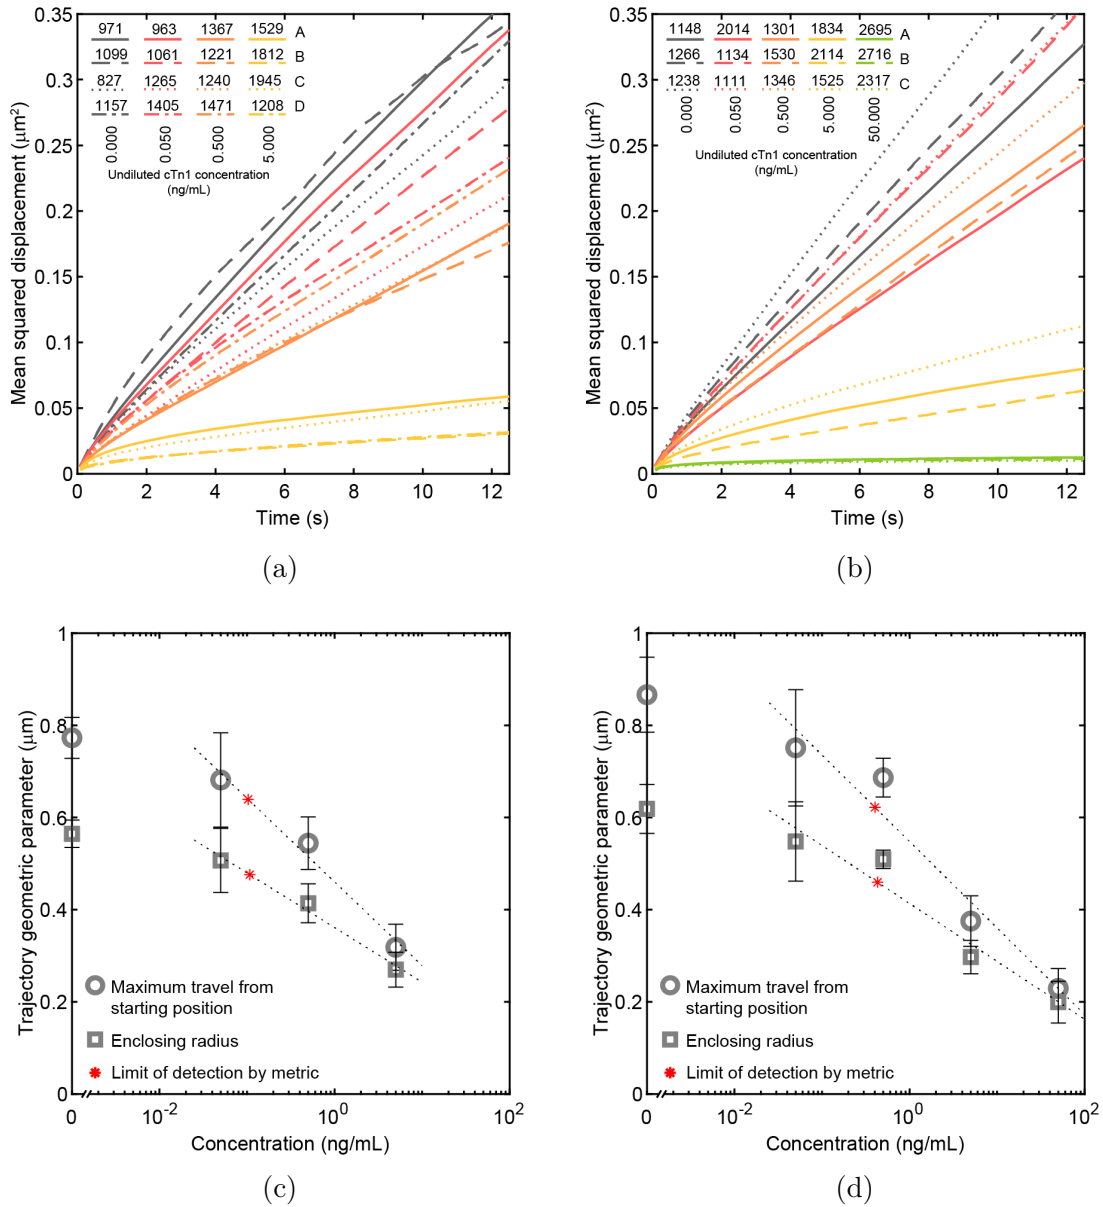 0.35
0.3
0.25
0.2
0.15
0.1
0.05
0
Mean squared displacement (μm²)
971 963 1367 1529 A
1099 1061 1221 1812 B
827 1265 1240 1945 C
1157 1405 1471 1208 D
0.000 0.050 0.500 5.000
Undiluted cTn1 concentration
(ng/mL)
0 2 4 6 8 10 12
Time (s)
(a)
0.35
0.3
0.25
0.2
0.15
0.1
0.05
0
Mean squared displacement (μm²)
1148 2014 1301 1834 2695 A
1266 1134 1530 2114 2716 B
1238 1111 1346 1525 2317 C
0.000 0.050 0.500 5.000 50.000
Undiluted cTn1 concentration
(ng/mL)
0 2 4 6 8 10 12
Time (s)
(b)
1
0.8
0.6
0.4
0.2
0
Trajectory geometric parameter (μm)
Maximum travel from
starting position
Enclosing radius
Limit of detection by metric
0 10⁻² 10⁰ 10²
Concentration (ng/mL)
(c)
1
0.8
0.6
0.4
0.2
0
Trajectory geometric parameter (μm)
Maximum travel from
starting position
Enclosing radius
Limit of detection by metric
0 10⁻² 10⁰ 10²
Concentration (ng/mL)
(d)